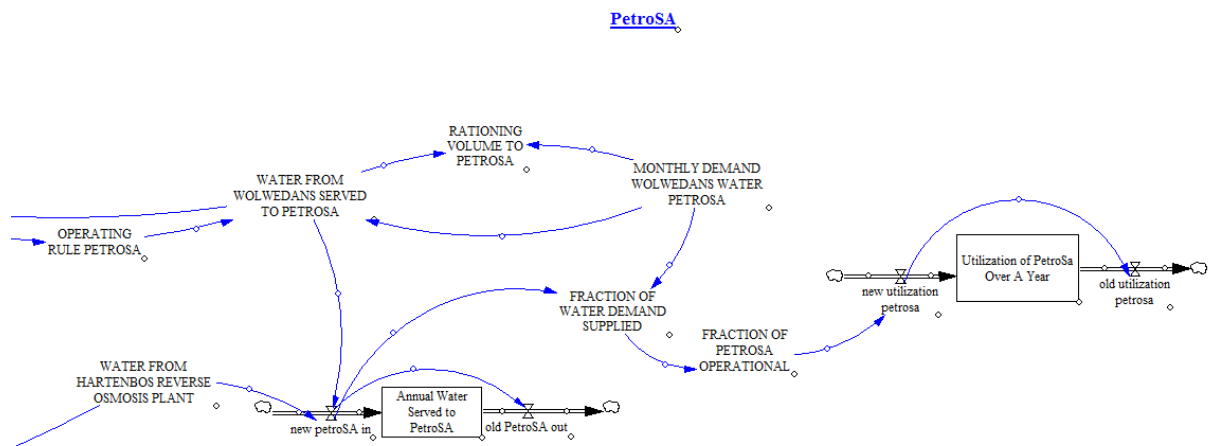 PetroSA
RATIONING
VOLUME TO
PETROSA
WATER FROM
WOLWEDANS SERVED
TO PETROSA
MONTHLY DEMAND
WOLWEDANS WATER
PETROSA
OPERATING
RULE PETROSA
Utilization of PetroSa
Over A Year
new utilization
petrosa
old utilization
petrosa
FRACTION OF
WATER DEMAND
SUPPLIED
FRACTION OF
PETROSA
OPERATIONAL
WATER FROM
HARTENBOS REVERSE
OSMOSIS PLANT
new petroSA in
Annual Water
Served to
PetroSA
old PetroSA out